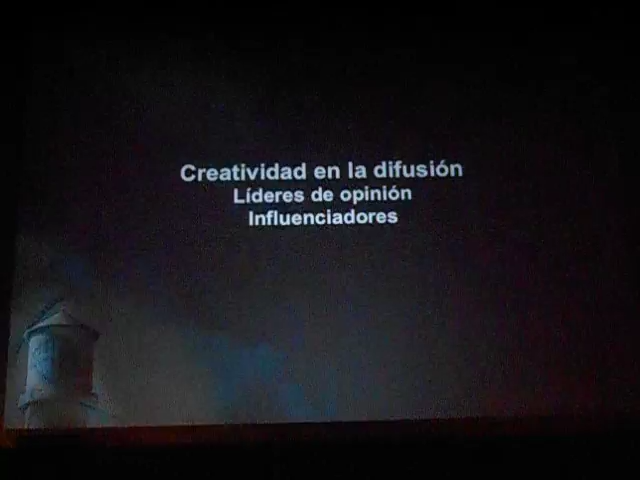 Creatividad en la difusión
Líderes de opinión
Influenciadores